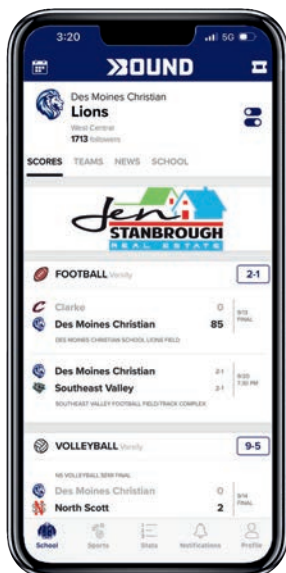 3:20
5G
BOUND
Des Moines Christian
Lions
West Central
1713 followers
SCORES TEAMS NEWS SCHOOL
Jen
STANBROUGH
REAL ESTATE
FOOTBALL Varsity 2-1
Clarke 0
Des Moines Christian 85
9/13
FINAL
DES MOINES CHRISTIAN SCHOOL LIONS FIELD
Des Moines Christian 2-1
Southeast Valley 2-1
9/20
7:30 PM
SOUTHEAST VALLEY FOOTBALL FIELD/TRACK COMPLEX
VOLLEYBALL Varsity 9-5
NS VOLLEYBALL SEMI FINAL
Des Moines Christian 0
North Scott 2
9/14
FINAL
School Sports Stats Notifications Profile